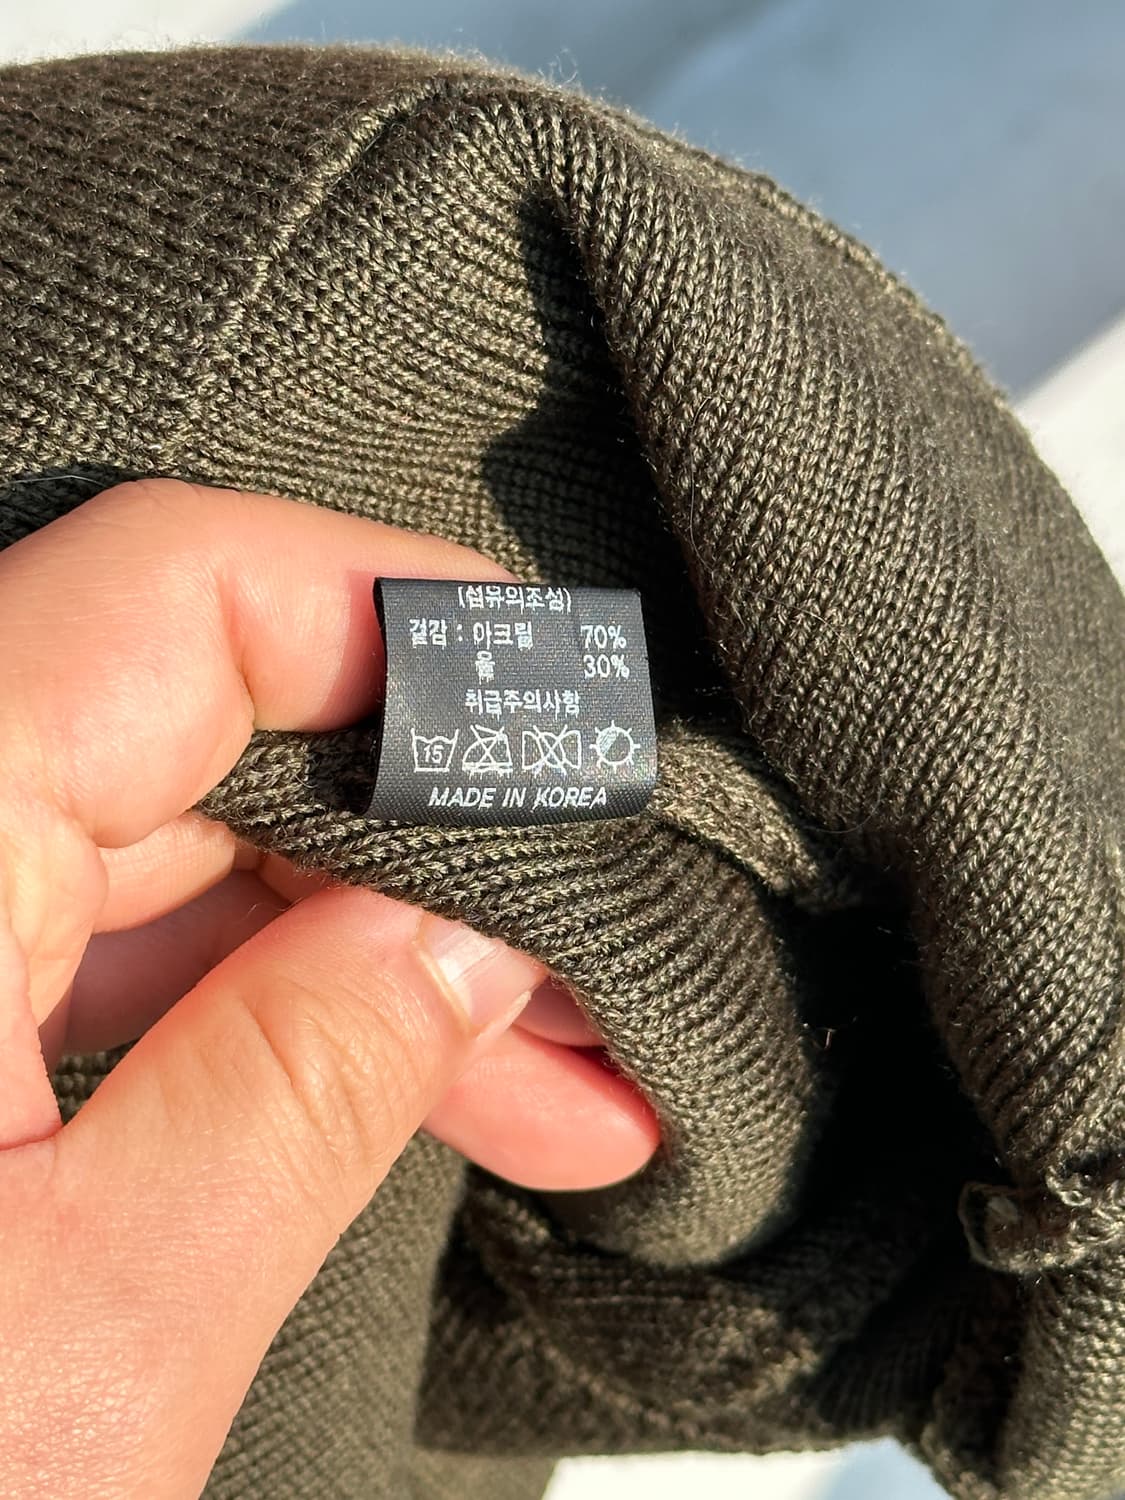 (섬유의조성)
겉감 : 아크릴 70%
울 30%
취급주의사항
15
MADE IN KOREA